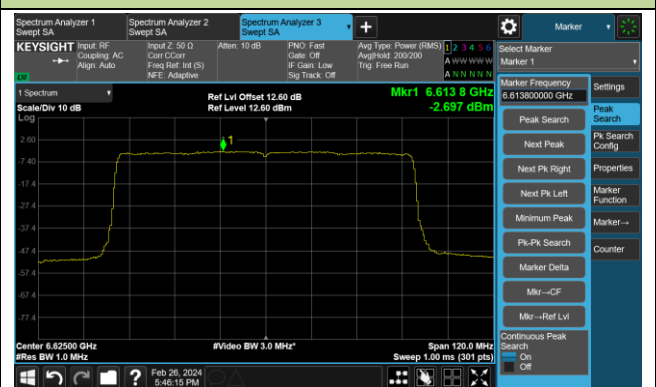 Spectrum Analyzer 1
Swept SA
Spectrum Analyzer 2
Swept SA
Spectrum Analyzer 3
Swept SA
Marker
KEYSIGHT
Input: RF
Coupling: AC
Align: Auto
Input Z: 50 Ω
Corr CCorr
Freq Ref: Int (S)
NFE: Adaptive
Atten: 10 dB
PNO: Fast
Gate: Off
IF Gain: Low
Sig Track: Off
Avg Type: Power (RMS)
Avg|Hold: 200/200
Trig: Free Run
1 2 3 4 5 6
A W W W W W
A N N N N N
Select Marker
Marker 1
1 Spectrum
Scale/Div 10 dB
Log
Ref Lvl Offset 12.60 dB
Ref Level 12.60 dBm
Mkr1 6.613 8 GHz
-2.697 dBm
1
2.60
-7.40
-17.4
-27.4
-37.4
-47.4
-57.4
-67.4
-77.4
Center 6.62500 GHz
#Res BW 1.0 MHz
#Video BW 3.0 MHz*
Span 120.0 MHz
Sweep 1.00 ms (301 pts)
Marker Frequency
6.613800000 GHz
Peak Search
Next Peak
Next Pk Right
Next Pk Left
Minimum Peak
Pk-Pk Search
Marker Delta
Mkr→CF
Mkr→Ref Lvl
Continuous Peak
Search
On
Off
Settings
Peak
Search
Pk Search
Config
Properties
Marker
Function
Marker→
Counter
Feb 26, 2024
5:46:15 PM